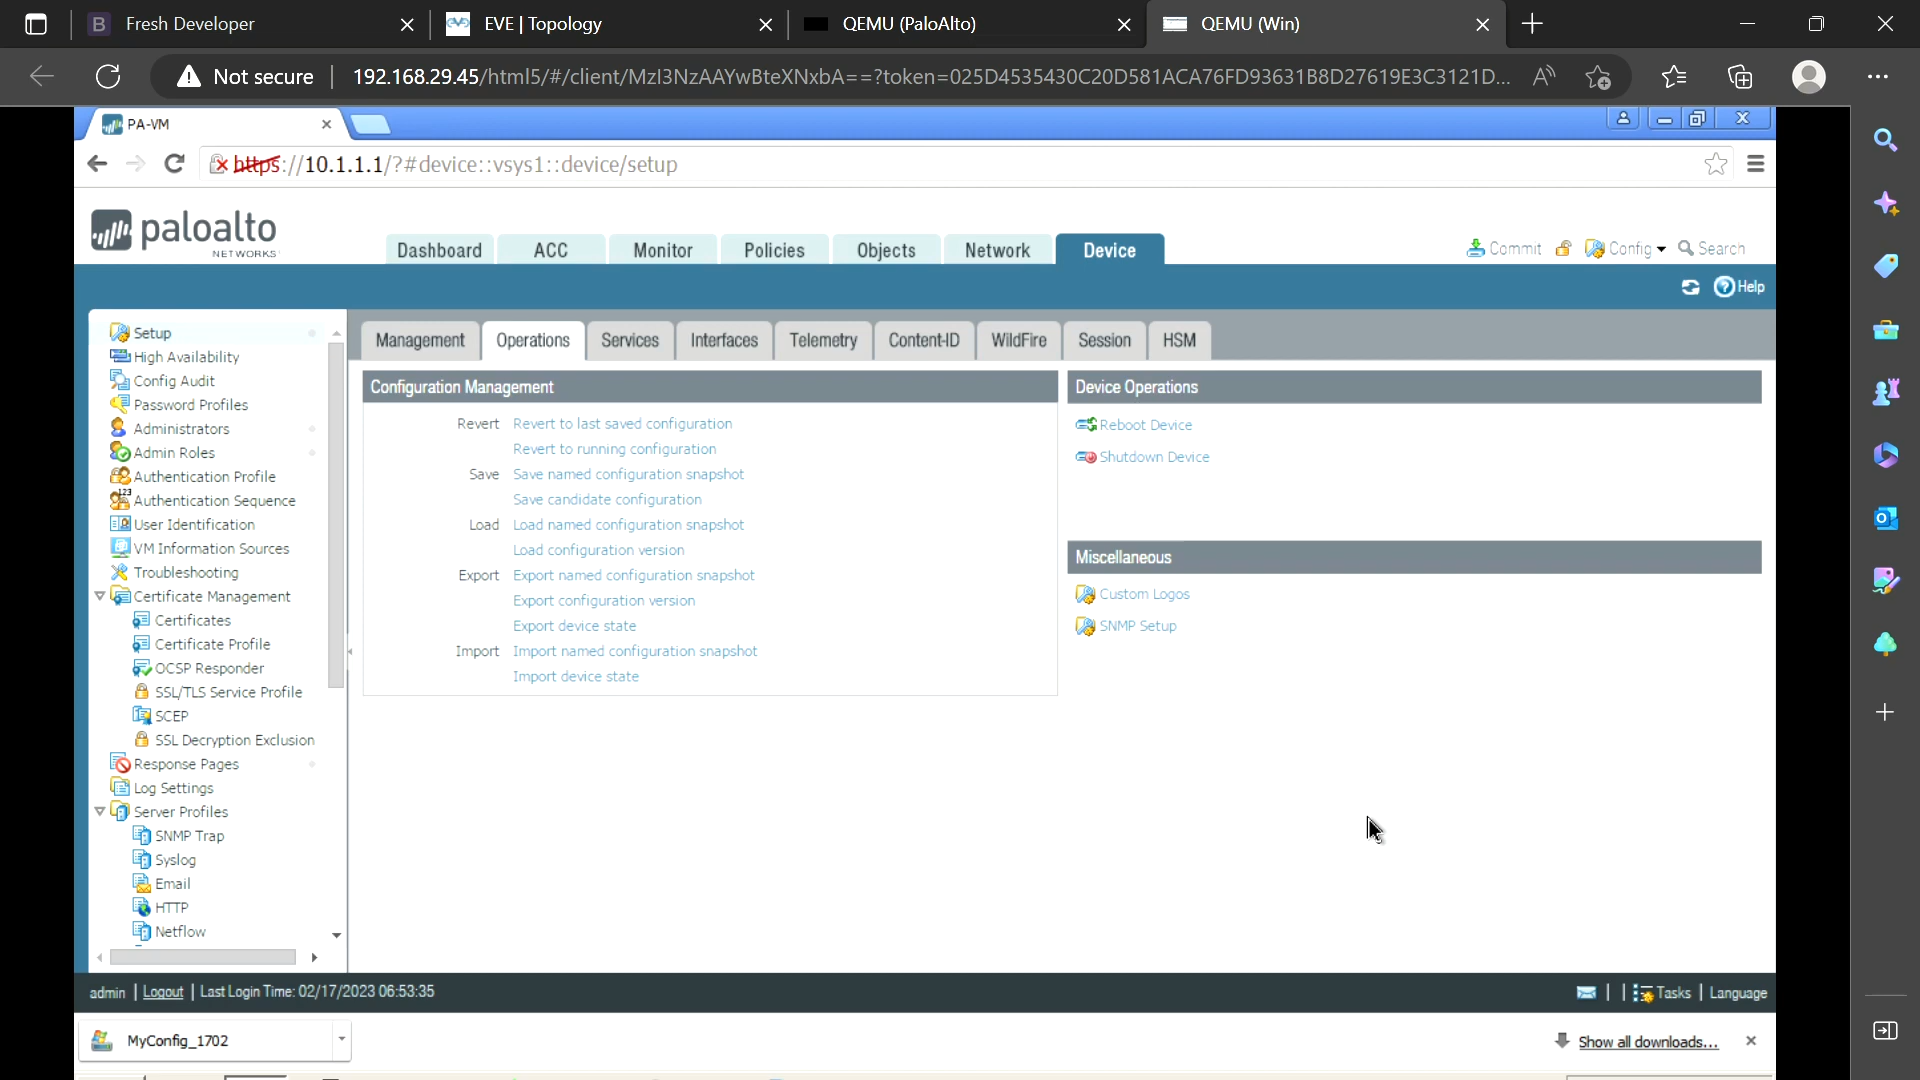 Fresh Developer
EVE | Topology
QEMU (PaloAlto)
QEMU (Win)
Not secure
192.168.29.45/html5/#/client/MzI3NzAAYwBteXNxbA==?token=025D4535430C20D581ACA76FD93631B8D27619E3C3121D...
PA-VM
https://10.1.1.1/?#device::vsys1::device/setup
paloalto
NETWORKS
Dashboard
ACC
Monitor
Policies
Objects
Network
Device
Commit
Config
Search
Help
Setup
High Availability
Config Audit
Password Profiles
Administrators
Admin Roles
Authentication Profile
Authentication Sequence
User Identification
VM Information Sources
Troubleshooting
Certificate Management
Certificates
Certificate Profile
OCSP Responder
SSL/TLS Service Profile
SCEP
SSL Decryption Exclusion
Response Pages
Log Settings
Server Profiles
SNMP Trap
Syslog
Email
HTTP
Netflow
Management
Operations
Services
Interfaces
Telemetry
Content-ID
WildFire
Session
HSM
Configuration Management
Revert Revert to last saved configuration
Revert to running configuration
Save Save named configuration snapshot
Save candidate configuration
Load Load named configuration snapshot
Load configuration version
Export Export named configuration snapshot
Export configuration version
Export device state
Import Import named configuration snapshot
Import device state
Device Operations
Reboot Device
Shutdown Device
Miscellaneous
Custom Logos
SNMP Setup
admin | Logout | Last Login Time: 02/17/2023 06:53:35
Tasks | Language
MyConfig_1702
Show all downloads...